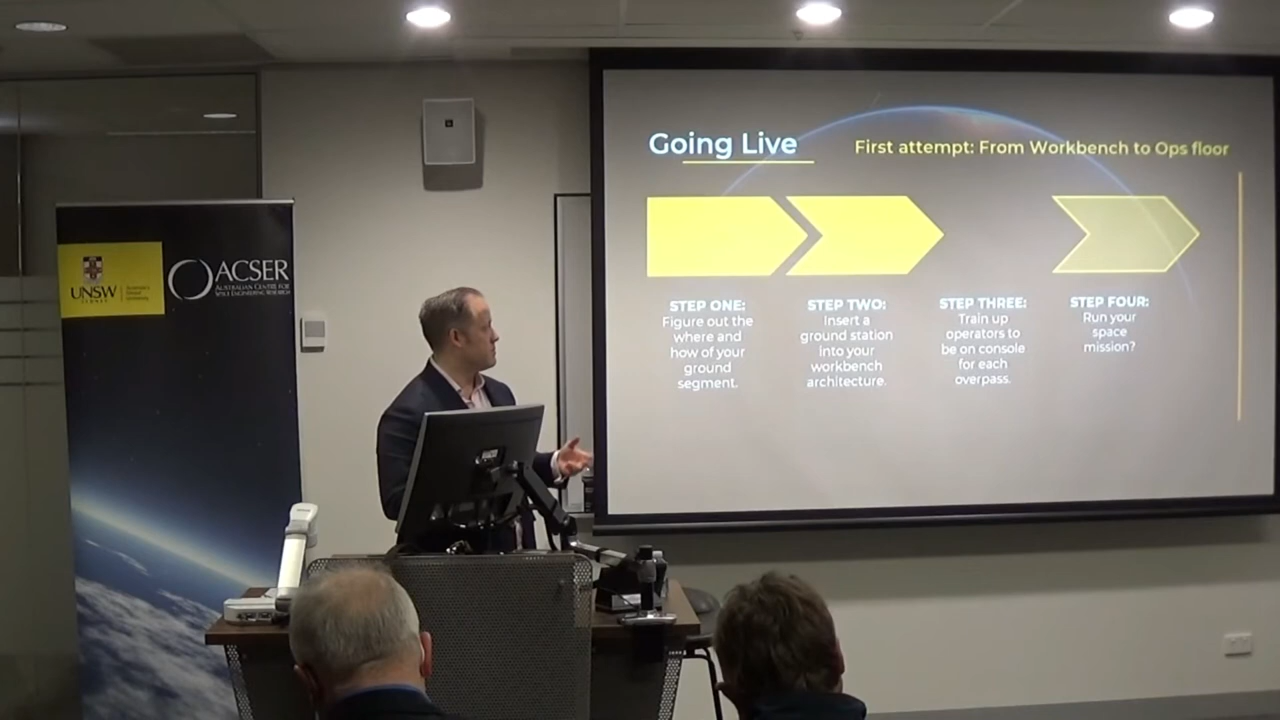 Going Live
First attempt: From Workbench to Ops floor
STEP ONE:
Figure out the
where and
how of your
ground
segment.
STEP TWO:
Insert a
ground station
into your
workbench
architecture.
STEP THREE:
Train up
operators to
be on console
for each
overpass.
STEP FOUR:
Run your
space
mission?
UNSW
SYDNEY
ACSER
AUSTRALIAN CENTRE FOR
SPACE ENGINEERING RESEARCH